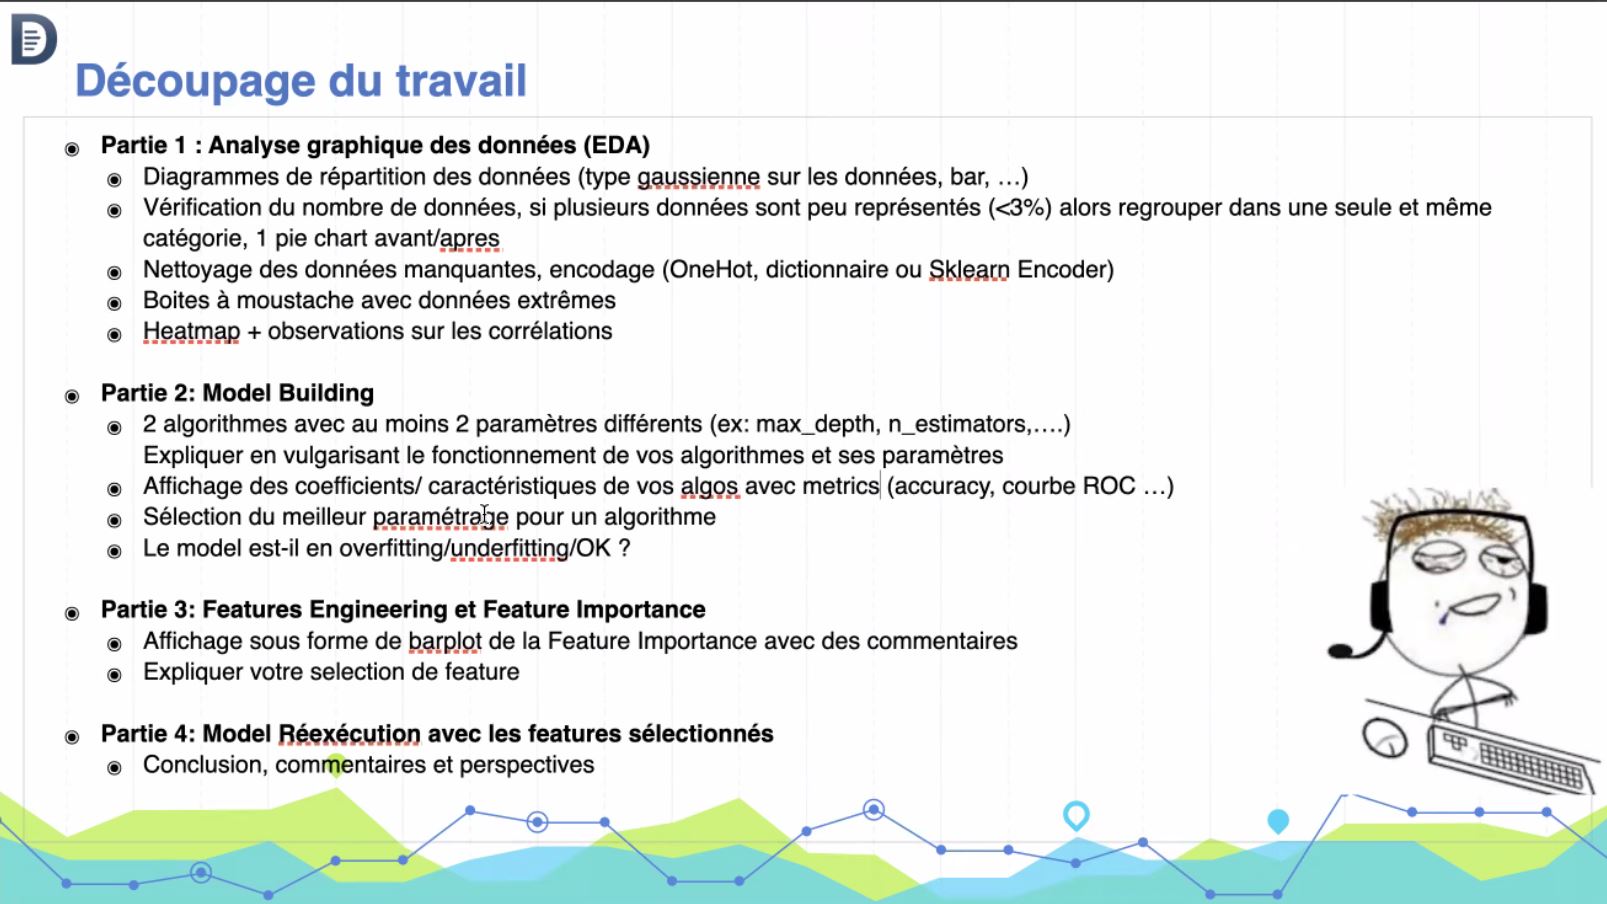 Découpage du travail
Partie 1 : Analyse graphique des données (EDA)
Diagrammes de répartition des données (type gaussienne sur les données, bar, …)
Vérification du nombre de données, si plusieurs données sont peu représentés (<3%) alors regrouper dans une seule et même
catégorie, 1 pie chart avant/apres
Nettoyage des données manquantes, encodage (OneHot, dictionnaire ou Sklearn Encoder)
Boites à moustache avec données extrêmes
Heatmap + observations sur les corrélations
Partie 2: Model Building
2 algorithmes avec au moins 2 paramètres différents (ex: max_depth, n_estimators,….)
Expliquer en vulgarisant le fonctionnement de vos algorithmes et ses paramètres
Affichage des coefficients/ caractéristiques de vos algos avec metrics (accuracy, courbe ROC …)
Sélection du meilleur paramétrage pour un algorithme
Le model est-il en overfitting/underfitting/OK ?
Partie 3: Features Engineering et Feature Importance
Affichage sous forme de barplot de la Feature Importance avec des commentaires
Expliquer votre selection de feature
Partie 4: Model Réexécution avec les features sélectionnés
Conclusion, commentaires et perspectives